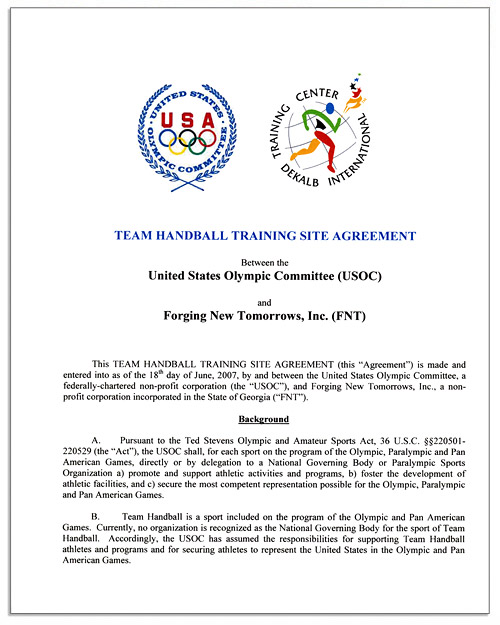 UNITED STATES
USA
OLYMPIC COMMITTEE
TRAINING CENTER
DEKALB INTERNATIONAL
TEAM HANDBALL TRAINING SITE AGREEMENT
Between the
United States Olympic Committee (USOC)
and
Forging New Tomorrows, Inc. (FNT)
This TEAM HANDBALL TRAINING SITE AGREEMENT (this “Agreement”) is made and
entered into as of the 18th day of June, 2007, by and between the United States Olympic Committee, a
federally-chartered non-profit corporation (the “USOC”), and Forging New Tomorrows, Inc., a non-
profit corporation incorporated in the State of Georgia (“FNT”).
Background
A. Pursuant to the Ted Stevens Olympic and Amateur Sports Act, 36 U.S.C. §§220501-
220529 (the “Act”), the USOC shall, for each sport on the program of the Olympic, Paralympic and Pan
American Games, directly or by delegation to a National Governing Body or Paralympic Sports
Organization a) promote and support athletic activities and programs, b) foster the development of
athletic facilities, and c) secure the most competent representation possible for the Olympic, Paralympic
and Pan American Games.
B. Team Handball is a sport included on the program of the Olympic and Pan American
Games. Currently, no organization is recognized as the National Governing Body for the sport of Team
Handball. Accordingly, the USOC has assumed the responsibilities for supporting Team Handball
athletes and programs and for securing athletes to represent the United States in the Olympic and Pan
American Games.